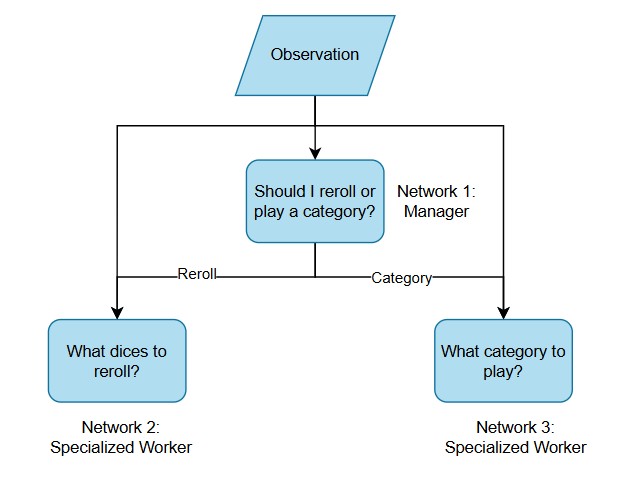 Observation
Should I reroll or
play a category?
Network 1:
Manager
Reroll
Category
What dices to
reroll?
What category to
play?
Network 2:
Specialized Worker
Network 3:
Specialized Worker